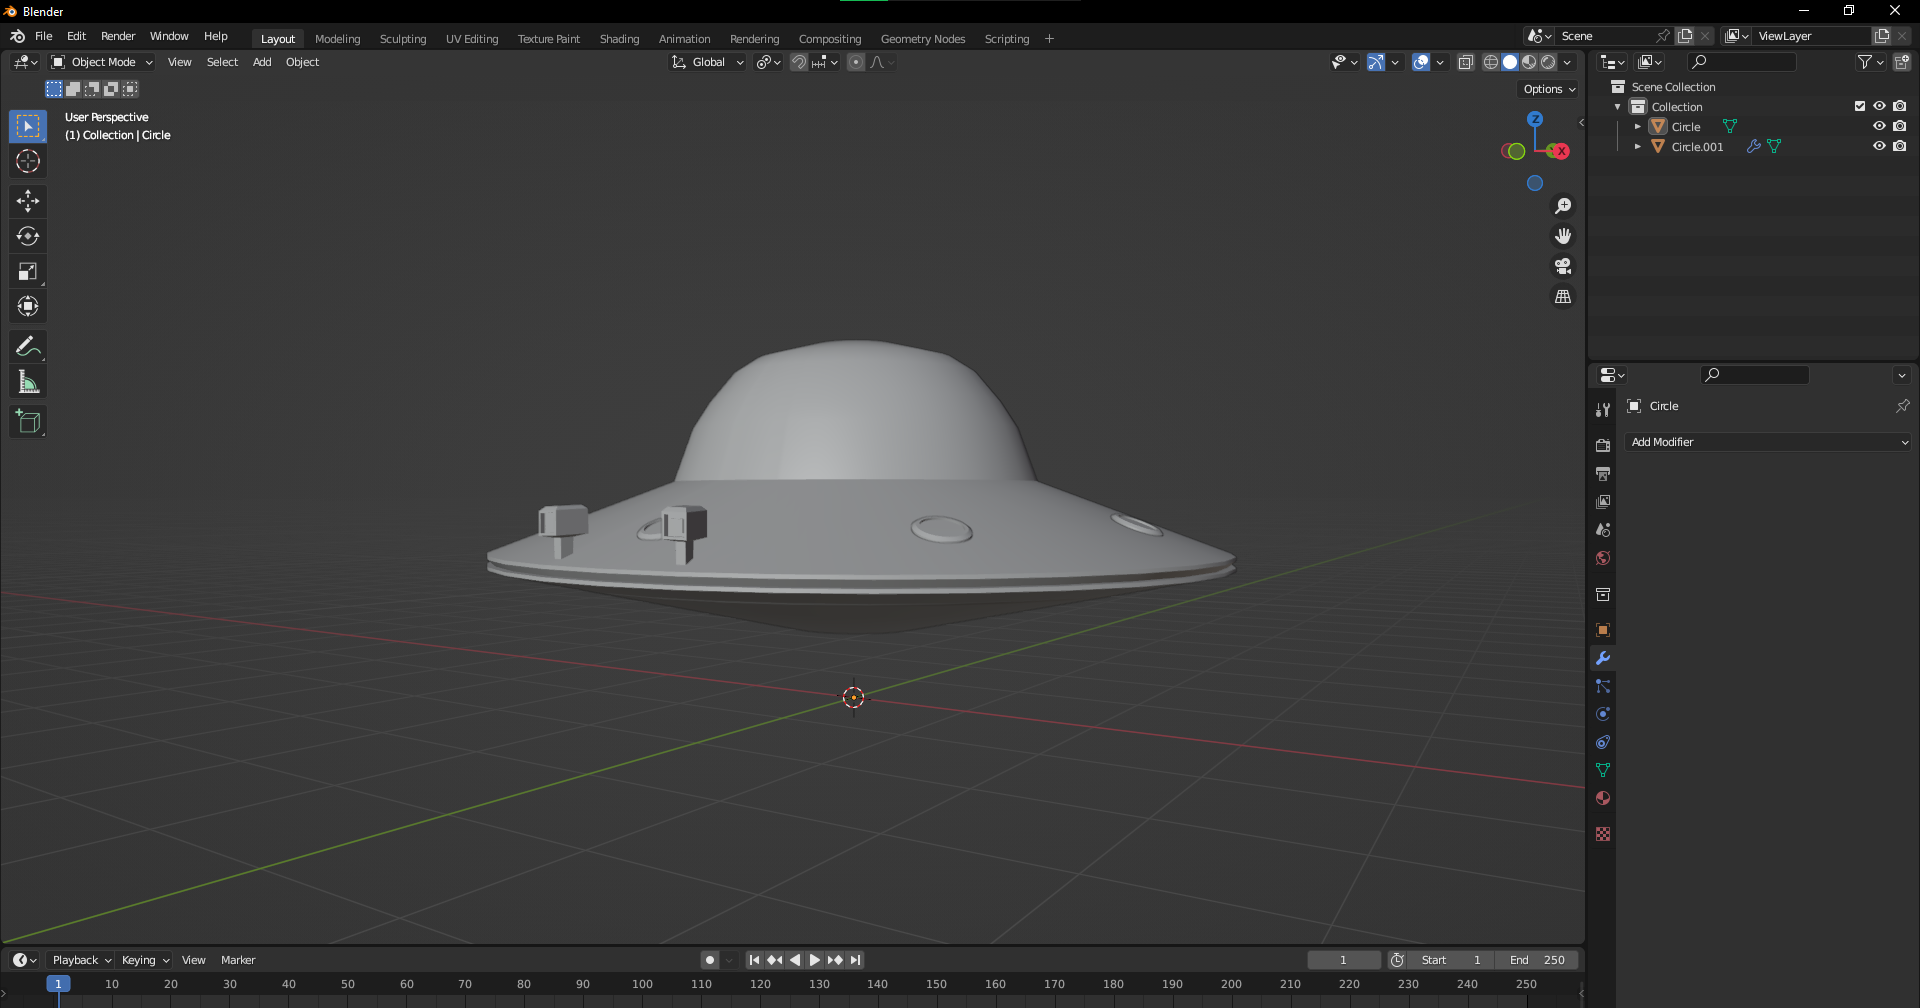 Blender
File Edit Render Window Help Layout Modeling Sculpting UV Editing Texture Paint Shading Animation Rendering Compositing Geometry Nodes Scripting + Scene ViewLayer
Object Mode View Select Add Object Global
Options
User Perspective
(1) Collection | Circle
Z
X
Scene Collection
Collection
Circle
Circle.001
Circle
Add Modifier
Playback Keying View Marker 1 Start 1 End 250
1 10 20 30 40 50 60 70 80 90 100 110 120 130 140 150 160 170 180 190 200 210 220 230 240 250